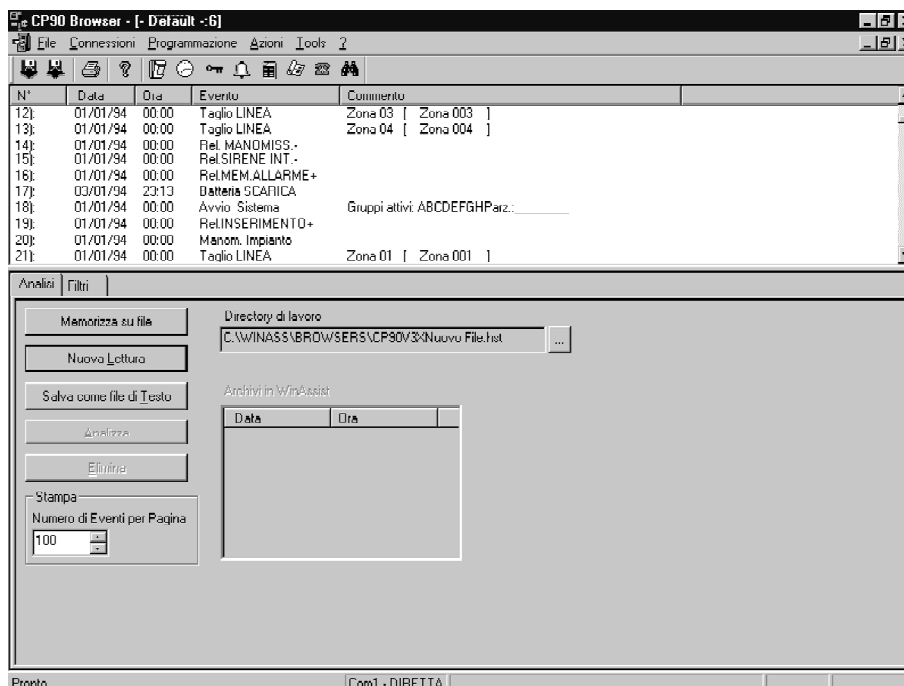 CP90 Browser - [- Default -:6]
File Connessioni Programmazione Azioni Tools ?
N° Data Ora Evento Commento
12): 01/01/94 00:00 Taglio LINEA Zona 03 [ Zona 003 ]
13): 01/01/94 00:00 Taglio LINEA Zona 04 [ Zona 004 ]
14): 01/01/94 00:00 Rel. MANOMISS.-
15): 01/01/94 00:00 Rel.SIRENE INT.-
16): 01/01/94 00:00 Rel.MEM.ALLARME+
17): 03/01/94 23:13 Batteria SCARICA
18): 01/01/94 00:00 Avvio Sistema Gruppi attivi: ABCDEFGHParz.:________
19): 01/01/94 00:00 Rel.INSERIMENTO+
20): 01/01/94 00:00 Manom. Impianto
21): 01/01/94 00:00 Taglio LINEA Zona 01 [ Zona 001 ]
Analisi Filtri
Memorizza su file
Directory di lavoro
C:\WINASS\BROWSERS\CP90V3XNuovo File.hst ...
Nuova Lettura
Salva come file di Testo
Archivi in WinAssist
Data Ora
Analizza
Elimina
Stampa
Numero di Eventi per Pagina
100
Pronto Com1 - DIRETTA